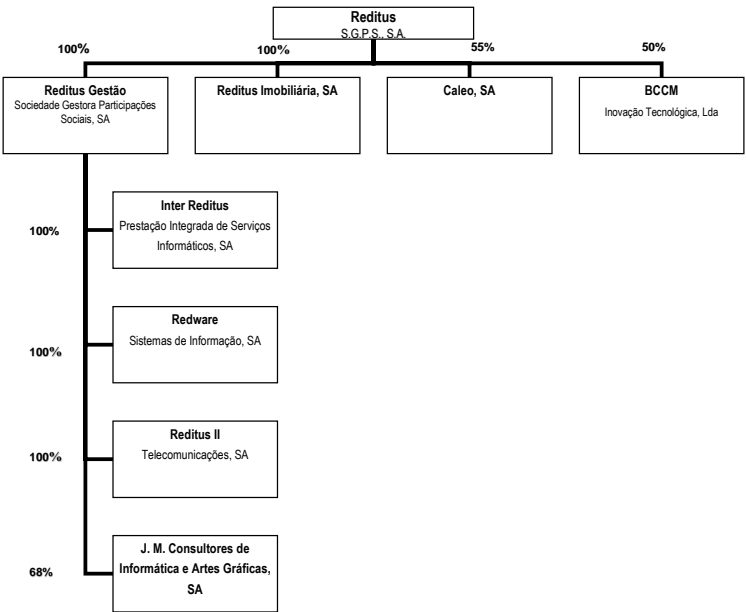 Reditus
S.G.P.S., S.A.
100%
100%
55%
50%
Reditus Gestão
Sociedade Gestora Participações
Sociais, SA
Reditus Imobiliária, SA
Caleo, SA
BCCM
Inovação Tecnológica, Lda
100%
Inter Reditus
Prestação Integrada de Serviços
Informáticos, SA
100%
Redware
Sistemas de Informação, SA
100%
Reditus II
Telecomunicações, SA
68%
J. M. Consultores de
Informática e Artes Gráficas,
SA